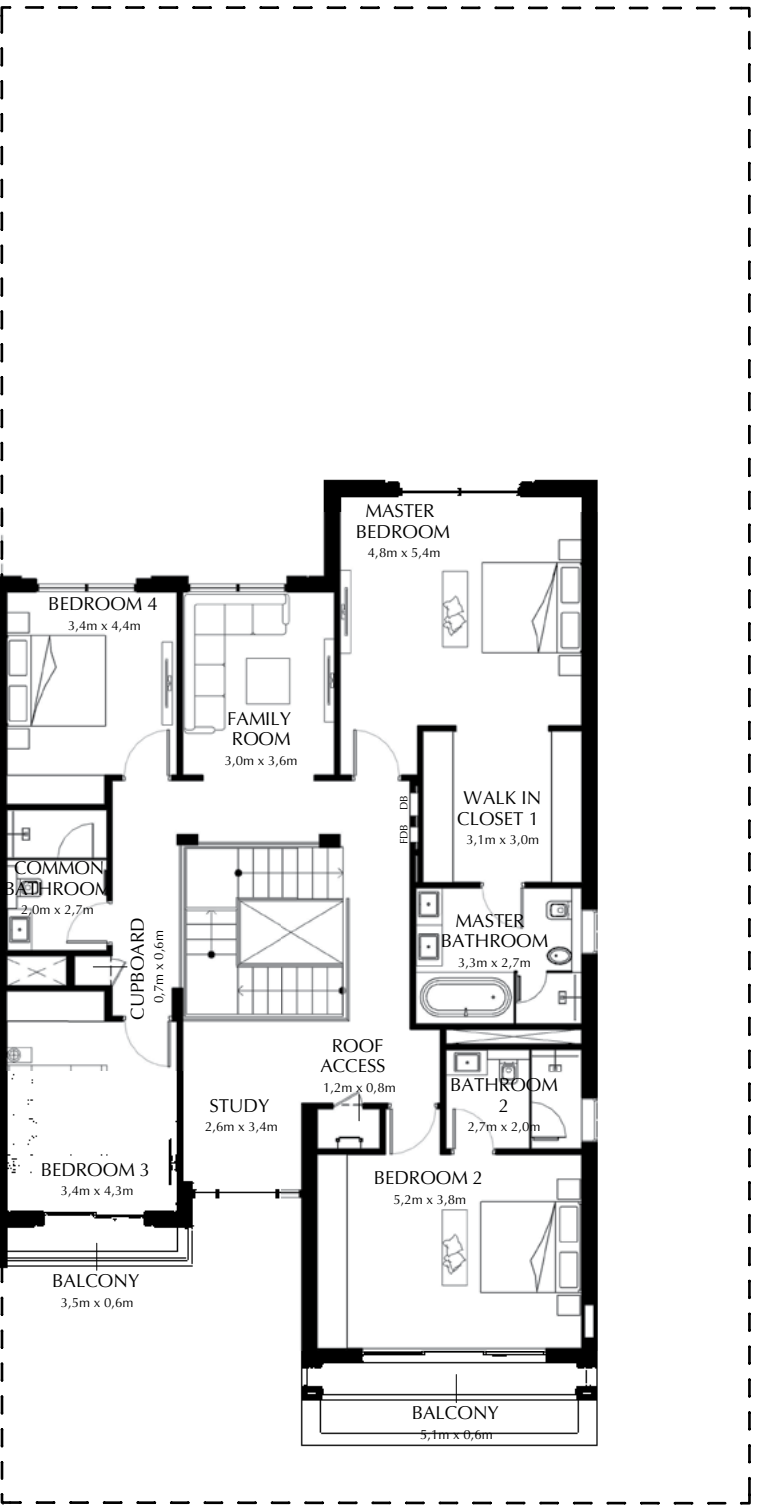 MASTER
BEDROOM
4,8m x 5,4m
BEDROOM 4
3,4m x 4,4m
FAMILY
ROOM
3,0m x 3,6m
WALK IN
CLOSET 1
3,1m x 3,0m
DB
FDB
COMMON
BATHROOM
2,0m x 2,7m
CUPBOARD
0,7m x 0,6m
MASTER
BATHROOM
3,3m x 2,7m
ROOF
ACCESS
1,2m x 0,8m
BATHROOM
2
2,7m x 2,0m
STUDY
2,6m x 3,4m
BEDROOM 3
3,4m x 4,3m
BEDROOM 2
5,2m x 3,8m
BALCONY
3,5m x 0,6m
BALCONY
5,1m x 0,6m